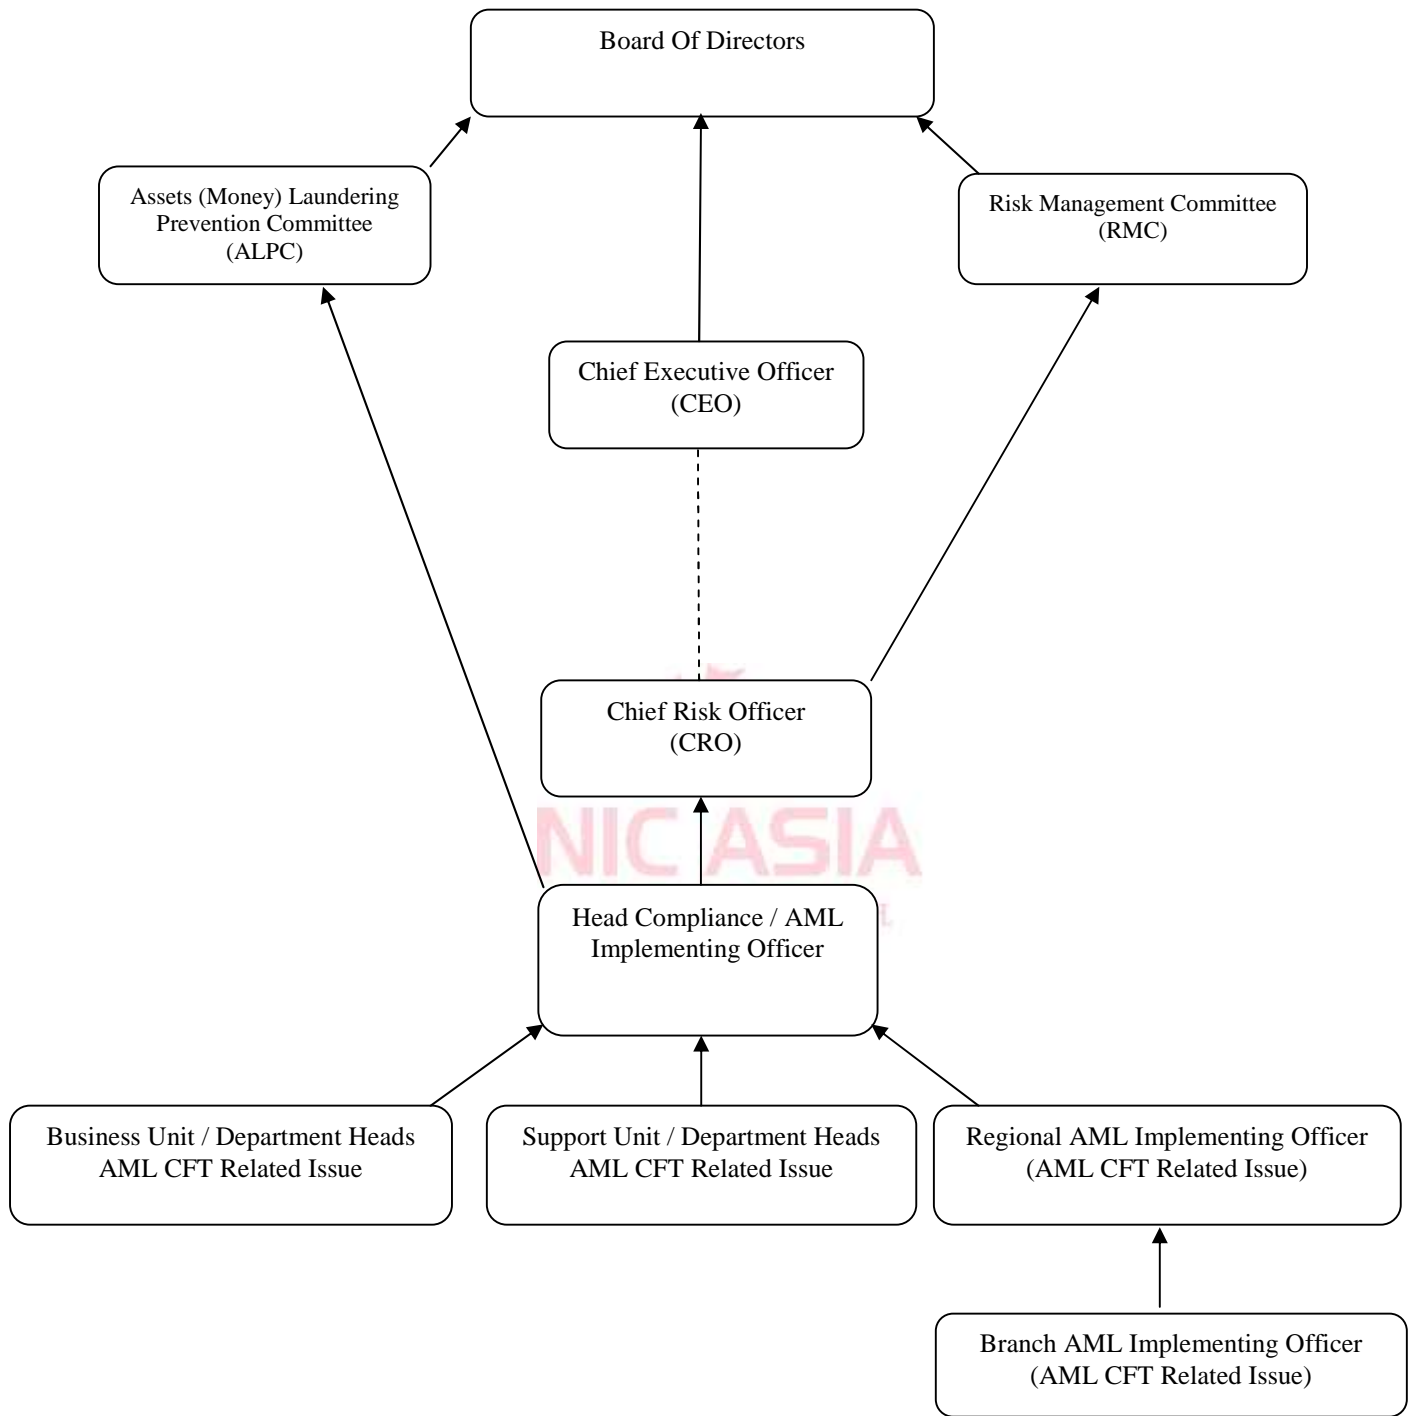 Board Of Directors
Assets (Money) Laundering
Prevention Committee
(ALPC)
Risk Management Committee
(RMC)
Chief Executive Officer
(CEO)
Chief Risk Officer
(CRO)
NIC ASIA
Head Compliance / AML
Implementing Officer
Business Unit / Department Heads
AML CFT Related Issue
Support Unit / Department Heads
AML CFT Related Issue
Regional AML Implementing Officer
(AML CFT Related Issue)
Branch AML Implementing Officer
(AML CFT Related Issue)